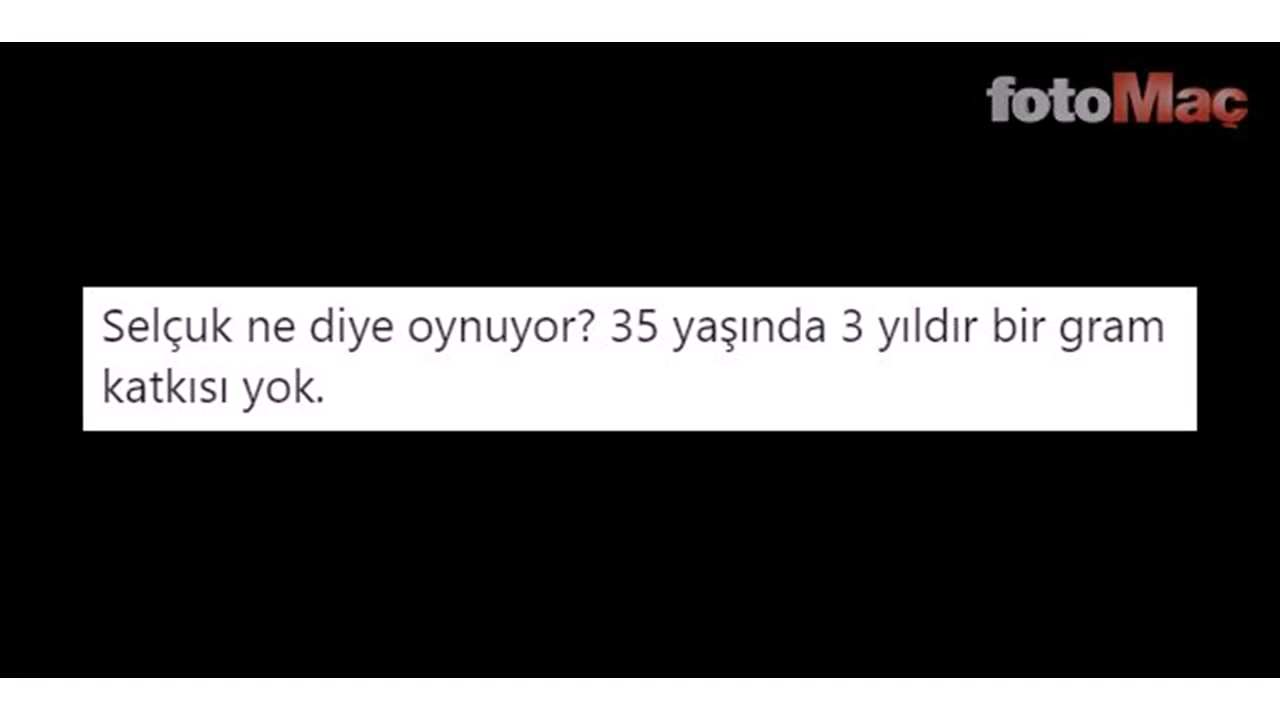 fotoMaç
Selçuk ne diye oynuyor? 35 yaşında 3 yıldır bir gram
katkısı yok.